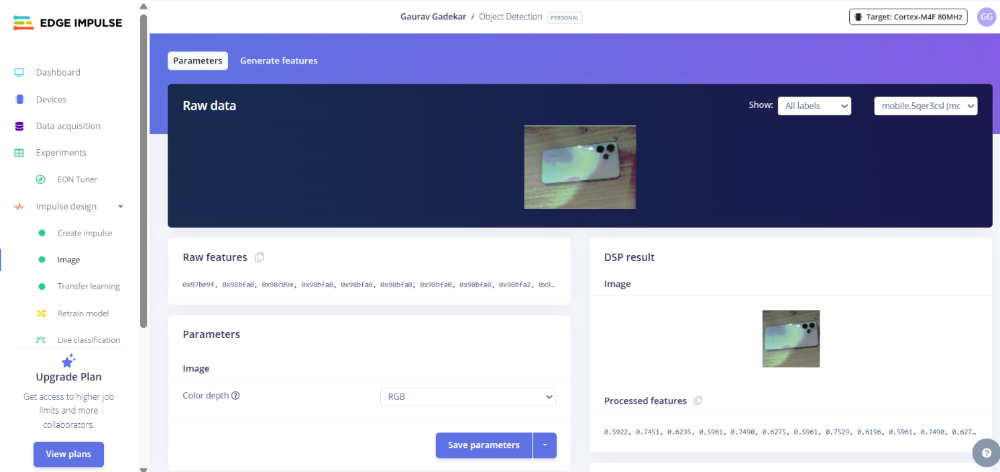 EDGE IMPULSE
Gaurav Gadekar / Object Detection PERSONAL
Target: Cortex-M4F 80MHz
GG
Dashboard
Devices
Data acquisition
Experiments
EON Tuner
Impulse design
Create impulse
Image
Transfer learning
Retrain model
Live classification
Upgrade Plan
Get access to higher job
limits and more
collaborators.
View plans
Parameters
Generate features
Raw data
Show:
All labels
mobile.5qer3csl (mc
Raw features
0x97be9f, 0x98bfa0, 0x98c09e, 0x98bfa0, 0x98bfa0, 0x98bfa0, 0x98bfa0, 0x98bfa0, 0x98bfa2, 0x9…
Parameters
Image
Color depth ?
RGB
Save parameters
DSP result
Image
Processed features
0.5922, 0.7451, 0.6235, 0.5961, 0.7490, 0.6275, 0.5961, 0.7529, 0.6196, 0.5961, 0.7490, 0.627…
?